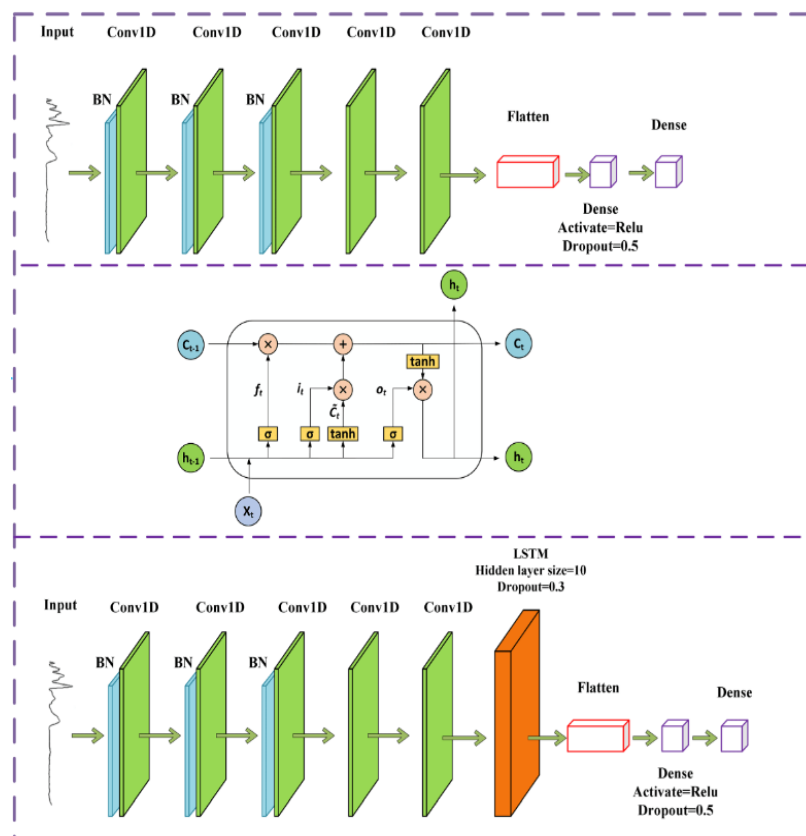 Input Conv1D Conv1D Conv1D Conv1D Conv1D
BN BN BN
Flatten
Dense
Dense
Activate=Relu
Dropout=0.5
hₜ
Cₜ₋₁ × + Cₜ
tanh
fₜ iₜ × oₜ ×
C̃ₜ
σ σ tanh σ
hₜ₋₁ hₜ
Xₜ
LSTM
Hidden layer size=10
Dropout=0.3
Input Conv1D Conv1D Conv1D Conv1D Conv1D
BN BN BN
Flatten Dense
Dense
Activate=Relu
Dropout=0.5